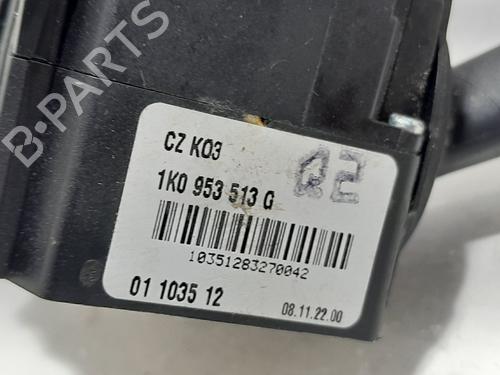 B-PARTS
CZ K03
Q2
1K0 953 513 G
10351283270042
01 1035 12
08.11.22.00